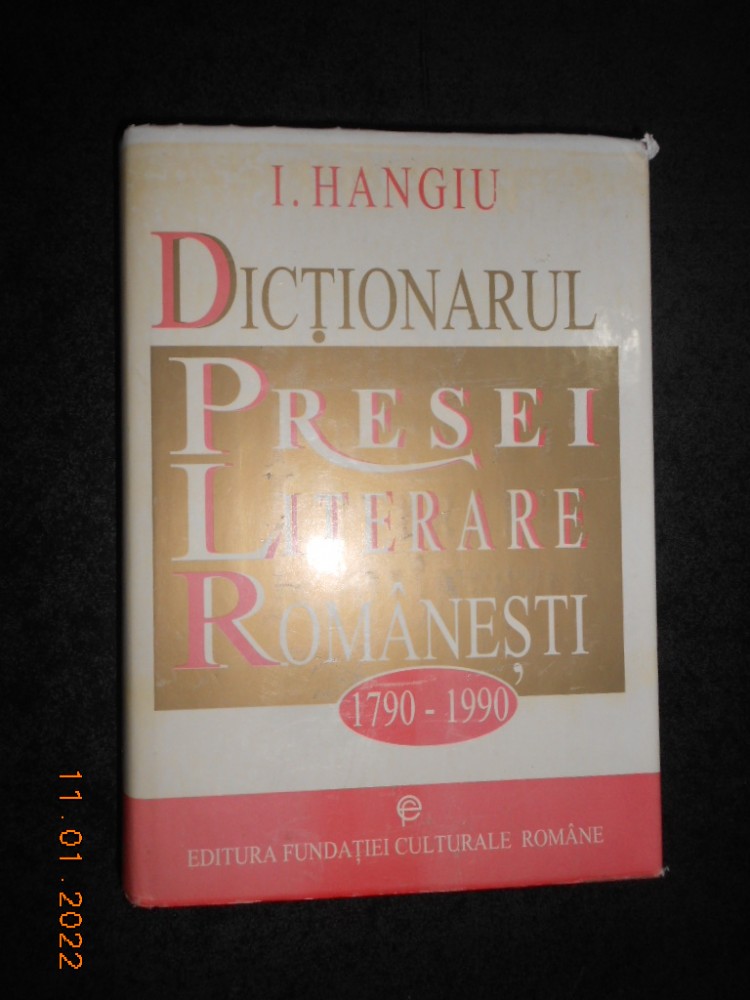 I. HANGIU
DICȚIONARUL
PRESEI
LITERARE
ROMÂNEȘTI
1790 - 1990
EDITURA FUNDAȚIEI CULTURALE ROMÂNE
11.01.2022